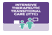 INTENSIVE
THERAPEUTIC
TRANSITIONAL
CARE (ITTC)